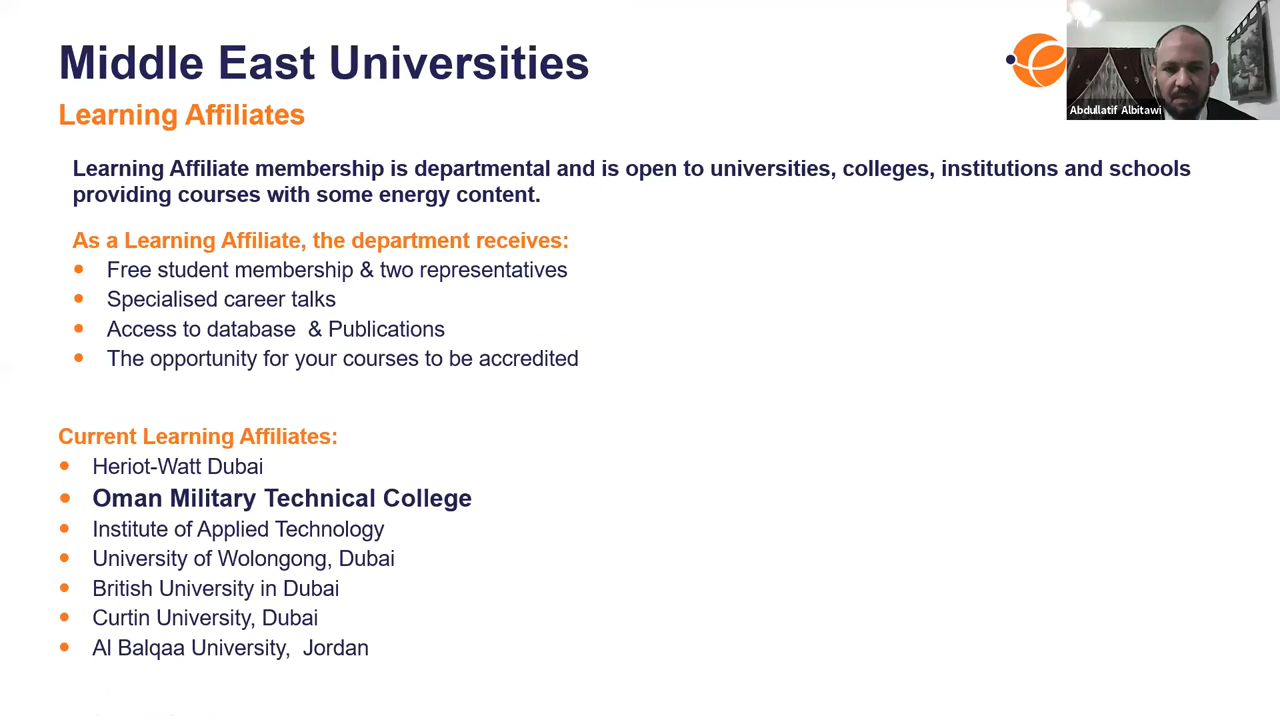 Middle East Universities
Learning Affiliates
Abdullatif Albitawi
Learning Affiliate membership is departmental and is open to universities, colleges, institutions and schools
providing courses with some energy content.
As a Learning Affiliate, the department receives:
• Free student membership & two representatives
• Specialised career talks
• Access to database  & Publications
• The opportunity for your courses to be accredited
Current Learning Affiliates:
• Heriot-Watt Dubai
• Oman Military Technical College
• Institute of Applied Technology
• University of Wolongong, Dubai
• British University in Dubai
• Curtin University, Dubai
• Al Balqaa University,  Jordan